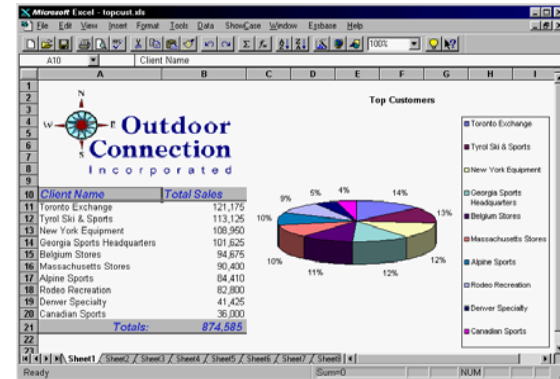 Microsoft Excel - topcust.xls
File Edit View Insert Format Tools Data ShowCase Window Essbase Help
100%
A10 Client Name
A B C D E F G H I
1
2 N Top Customers
3
4 W E Outdoor Toronto Exchange
5
6 Connection Tyrol Ski & Sports
7 S
8 Incorporated New York Equipment
9
10 Client Name Total Sales Georgia Sports Headquarters
11 Toronto Exchange 121,175
12 Tyrol Ski & Sports 113,125 Belgium Stores
13 New York Equipment 108,950
14 Georgia Sports Headquarters 101,625 Massachusetts Stores
15 Belgium Stores 94,675
16 Massachusetts Stores 90,400 Alpine Sports
17 Alpine Sports 84,410
18 Rodeo Recreation 82,800 Rodeo Recreation
19 Denver Specialty 41,425 Denver Specialty
20 Canadian Sports 36,000
21 Totals: 874,585 Canadian Sports
22
23
9% 5% 4% 14%
10% 13%
10% 11% 12% 12%
Sheet1 Sheet2 Sheet3 Sheet4 Sheet5 Sheet6 Sheet7 Sheet8
Ready Sum=0 NUM